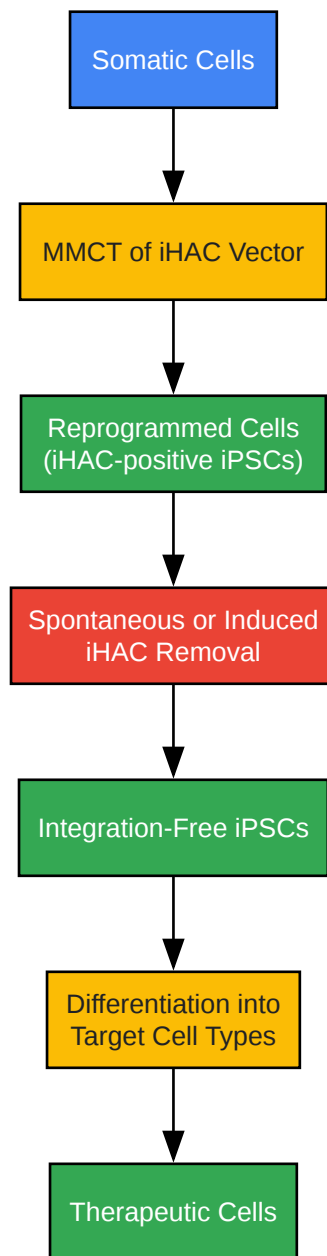 Somatic Cells
MMCT of iHAC Vector
Reprogrammed Cells
(iHAC-positive iPSCs)
Spontaneous or Induced
iHAC Removal
Integration-Free iPSCs
Differentiation into
Target Cell Types
Therapeutic Cells